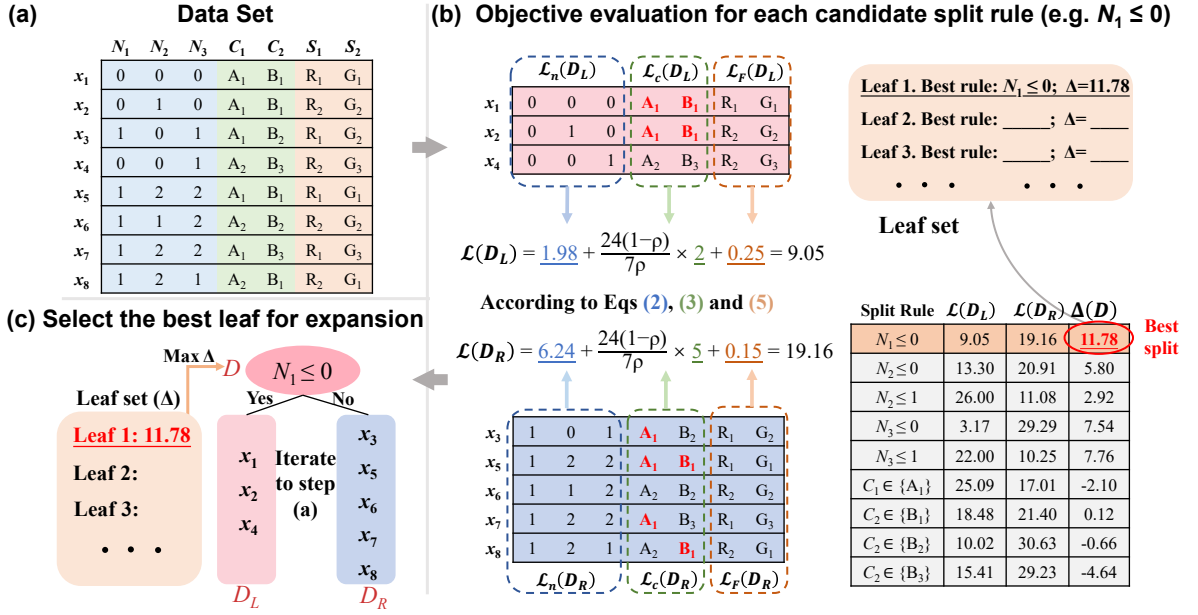 (a) Data Set
N₁ N₂ N₃ C₁ C₂ S₁ S₂
x₁ 0 0 0 A₁ B₁ R₁ G₁
x₂ 0 1 0 A₁ B₁ R₂ G₂
x₃ 1 0 1 A₁ B₂ R₁ G₂
x₄ 0 0 1 A₂ B₃ R₂ G₃
x₅ 1 2 2 A₁ B₁ R₁ G₁
x₆ 1 1 2 A₂ B₂ R₂ G₂
x₇ 1 2 2 A₁ B₃ R₁ G₃
x₈ 1 2 1 A₂ B₁ R₂ G₁
(b) Objective evaluation for each candidate split rule (e.g. N₁ ≤ 0)
ℒₙ(D_L) ℒ_c(D_L) ℒ_F(D_L)
x₁ 0 0 0 A₁ B₁ R₁ G₁
x₂ 0 1 0 A₁ B₁ R₂ G₂
x₄ 0 0 1 A₂ B₃ R₂ G₃
ℒ(D_L) = 1.98 + 24(1−ρ)/7ρ × 2 + 0.25 = 9.05
According to Eqs (2), (3) and (5)
ℒ(D_R) = 6.24 + 24(1−ρ)/7ρ × 5 + 0.15 = 19.16
x₃ 1 0 1 A₁ B₂ R₁ G₂
x₅ 1 2 2 A₁ B₁ R₁ G₁
x₆ 1 1 2 A₂ B₂ R₂ G₂
x₇ 1 2 2 A₁ B₃ R₁ G₃
x₈ 1 2 1 A₂ B₁ R₂ G₁
ℒₙ(D_R) ℒ_c(D_R) ℒ_F(D_R)
Leaf 1. Best rule: N₁ ≤ 0; Δ=11.78
Leaf 2. Best rule: _____; Δ= ____
Leaf 3. Best rule: _____; Δ= ____
• • • • • •
Leaf set
Split Rule ℒ(D_L) ℒ(D_R) Δ(D)
N₁ ≤ 0 9.05 19.16 11.78
N₂ ≤ 0 13.30 20.91 5.80
N₂ ≤ 1 26.00 11.08 2.92
N₃ ≤ 0 3.17 29.29 7.54
N₃ ≤ 1 22.00 10.25 7.76
C₁ ∈ {A₁} 25.09 17.01 -2.10
C₂ ∈ {B₁} 18.48 21.40 0.12
C₂ ∈ {B₂} 10.02 30.63 -0.66
C₂ ∈ {B₃} 15.41 29.23 -4.64
Best
split
(c) Select the best leaf for expansion
Max Δ
D
N₁ ≤ 0
Yes No
Leaf set (Δ)
Leaf 1: 11.78
Leaf 2:
Leaf 3:
• • •
x₁
x₂
x₄
D_L
Iterate
to step
(a)
x₃
x₅
x₆
x₇
x₈
D_R